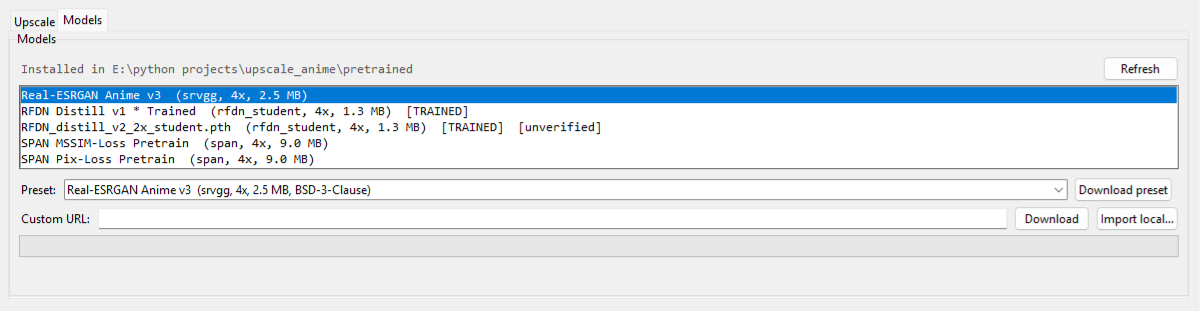 Upscale Models
Models
Installed in E:\python projects\upscale_anime\pretrained Refresh
Real-ESRGAN Anime v3 (srvgg, 4x, 2.5 MB)
RFDN Distill v1 * Trained (rfdn_student, 4x, 1.3 MB) [TRAINED]
RFDN_distill_v2_2x_student.pth (rfdn_student, 4x, 1.3 MB) [TRAINED] [unverified]
SPAN MSSIM-Loss Pretrain (span, 4x, 9.0 MB)
SPAN Pix-Loss Pretrain (span, 4x, 9.0 MB)
Preset: Real-ESRGAN Anime v3 (srvgg, 4x, 2.5 MB, BSD-3-Clause) Download preset
Custom URL: Download Import local...